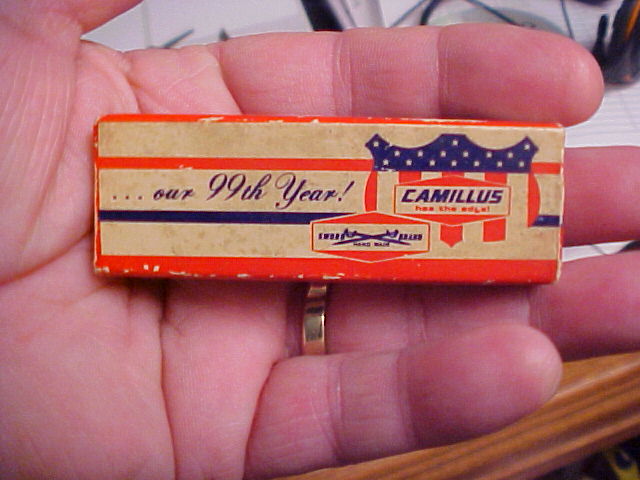 ... our 99th Year!
CAMILLUS
has the edge!
SWORD BRAND
HAND MADE